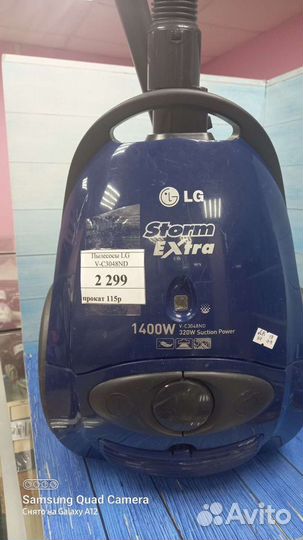 LG
Storm
EXtra
Пылесосы LG
V-C3048ND
2 299
прокат 115р
1400W
V-C3048ND
320W Suction Power
Samsung Quad Camera
Снято на Galaxy A12
Avito